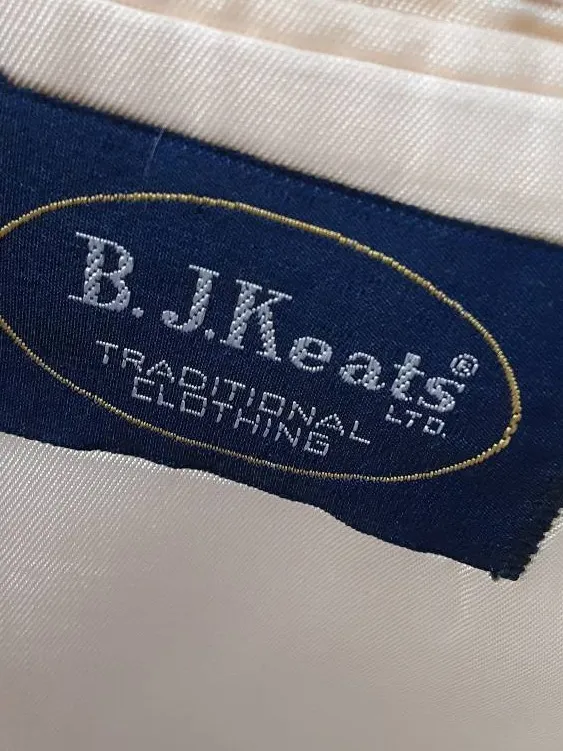 B. J. Keats®
LTD.
TRADITIONAL
CLOTHING